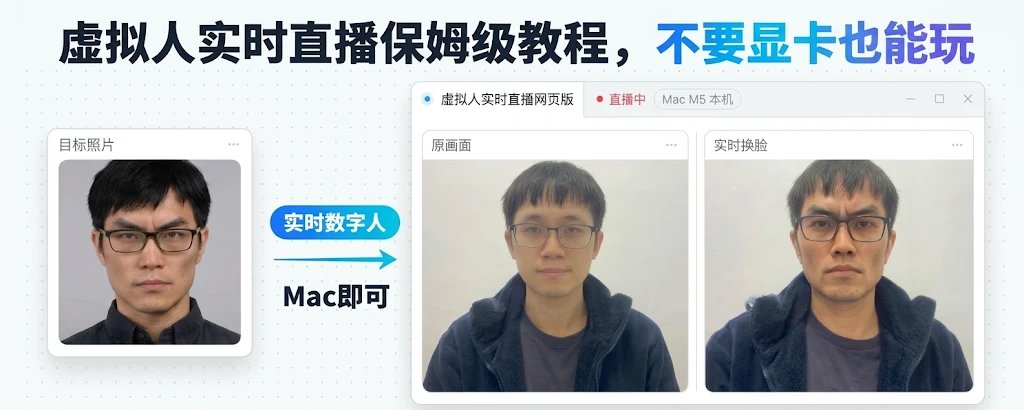 虚拟人实时直播保姆级教程，不要显卡也能玩
虚拟人实时直播网页版
直播中
Mac M5 本机
目标照片
原画面
实时换脸
实时数字人
Mac即可